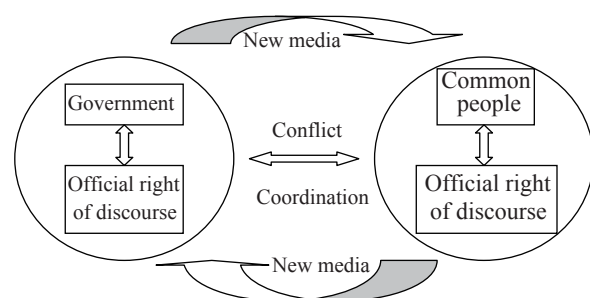 New media
Government
Official right
of discourse
Conflict
Coordination
Common
people
Official right
of discourse
New media